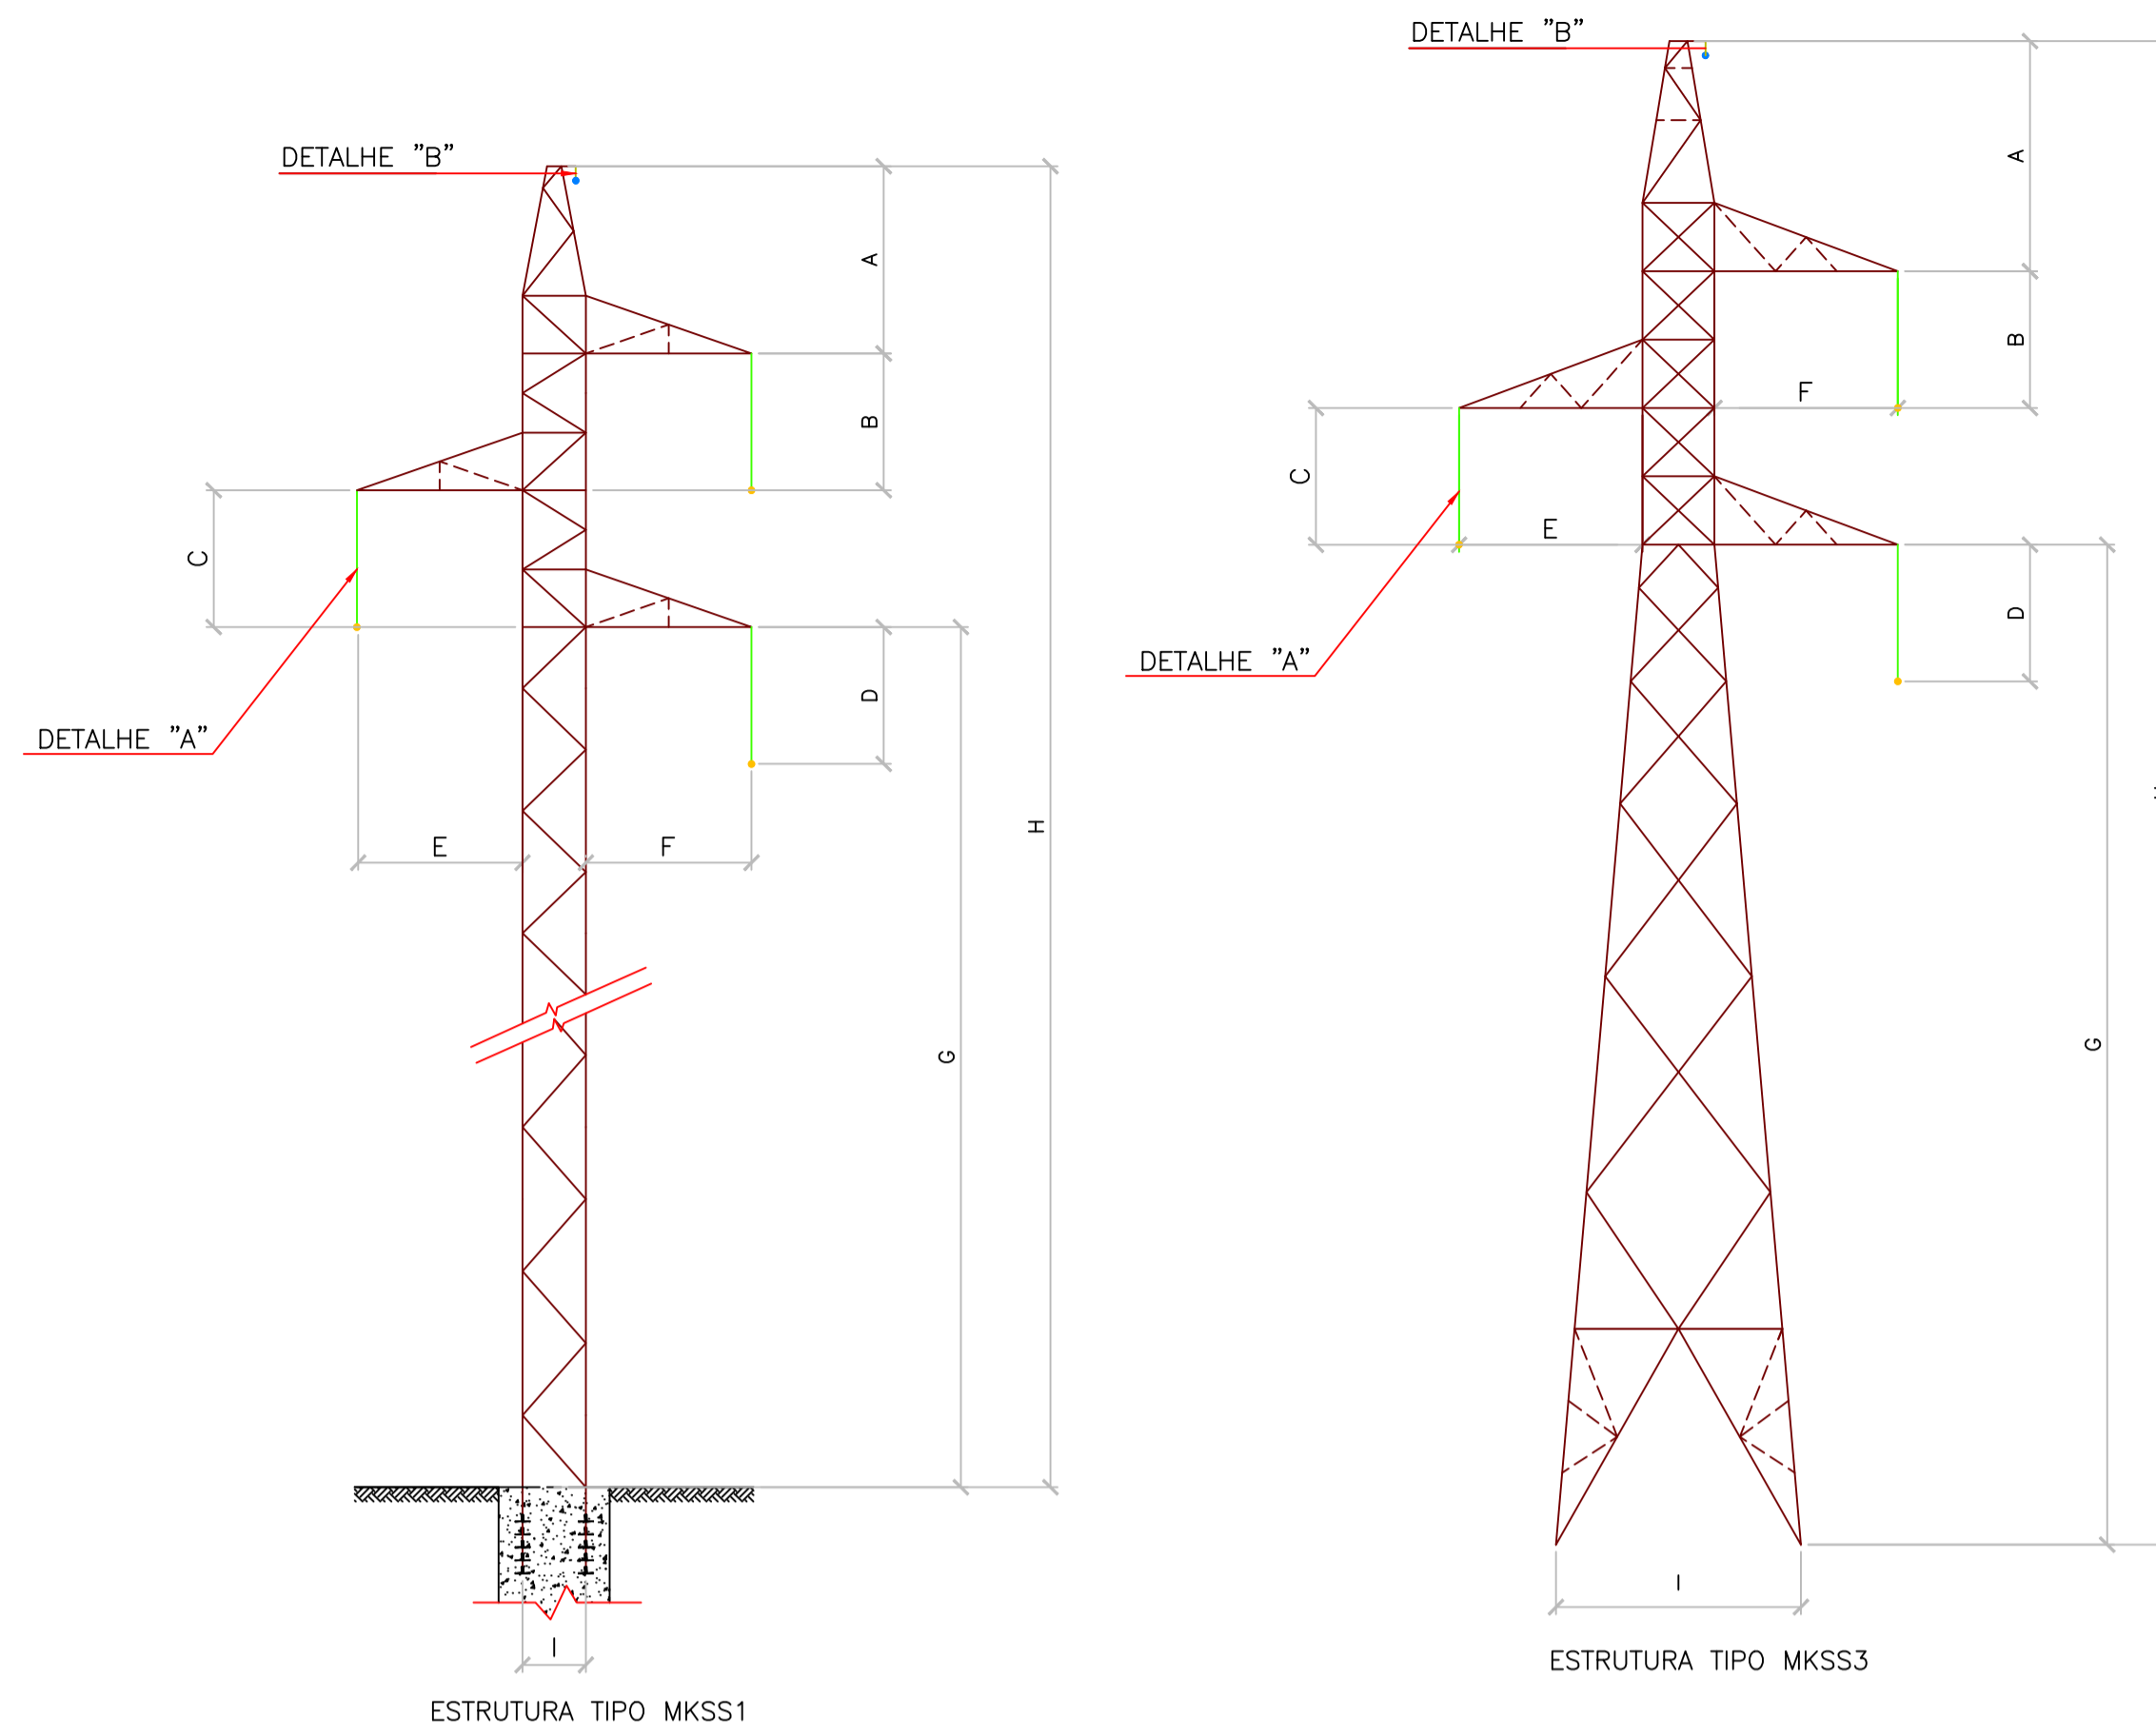 DETALHE "B"
A
B
C
D
DETALHE "A"
E
F
H
G
I
ESTRUTURA TIPO MKSS1
DETALHE "B"
A
B
F
C
E
D
DETALHE "A"
G
I
ESTRUTURA TIPO MKSS3